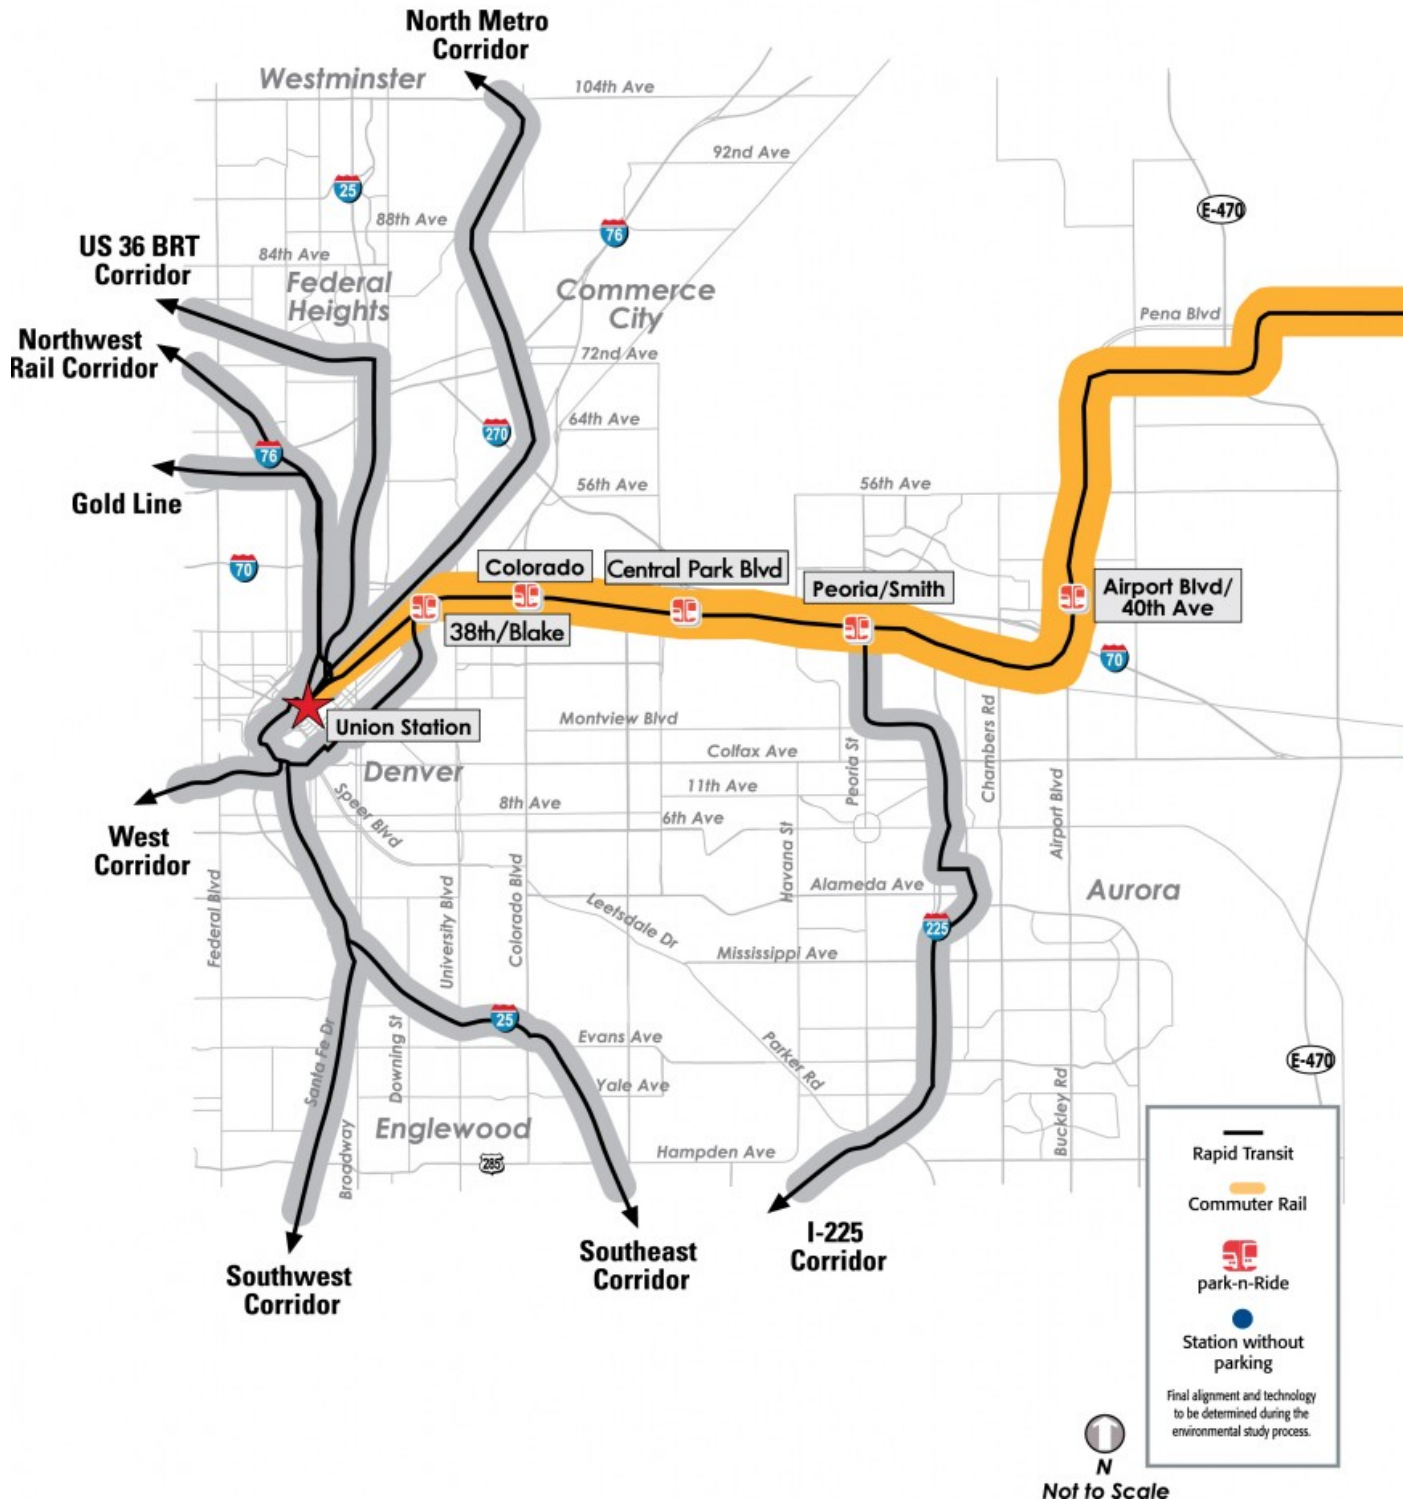 North Metro
Corridor
Westminster
104th Ave
92nd Ave
25
88th Ave
E-470
76
US 36 BRT
Corridor
84th Ave
Federal
Heights
Commerce
City
Pena Blvd
Northwest
Rail Corridor
72nd Ave
64th Ave
270
76
Gold Line
56th Ave
56th Ave
70
Colorado
Central Park Blvd
Peoria/Smith
Airport Blvd/
40th Ave
38th/Blake
70
Union Station
Montview Blvd
Colfax Ave
Chambers Rd
Peoria St
Denver
11th Ave
8th Ave
6th Ave
Speer Blvd
Airport Blvd
West
Corridor
Havana St
Alameda Ave
Aurora
Federal Blvd
University Blvd
Colorado Blvd
Leetsdale Dr
225
Mississippi Ave
25
Evans Ave
Santa Fe Dr
Downing St
Parker Rd
E-470
Yale Ave
Buckley Rd
Englewood
Broadway
285
Hampden Ave
I-225
Corridor
Southeast
Corridor
Southwest
Corridor
Rapid Transit
Commuter Rail
park-n-Ride
Station without
parking
Final alignment and technology
to be determined during the
environmental study process.
N
Not to Scale